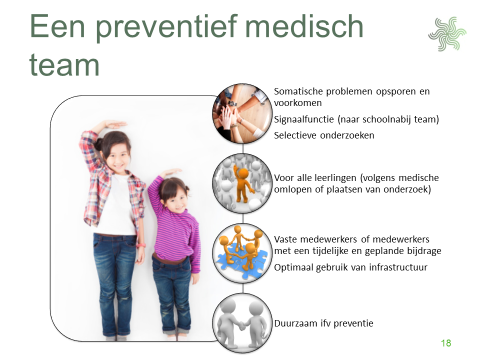 Een preventief medisch
team
Somatische problemen opsporen en
voorkomen
Signaalfunctie (naar schoolnabij team)
Selectieve onderzoeken
Voor alle leerlingen (volgens medische
omlopen of plaatsen van onderzoek)
Vaste medewerkers of medewerkers
met een tijdelijke en geplande bijdrage
Optimaal gebruik van infrastructuur
Duurzaam ifv preventie
18